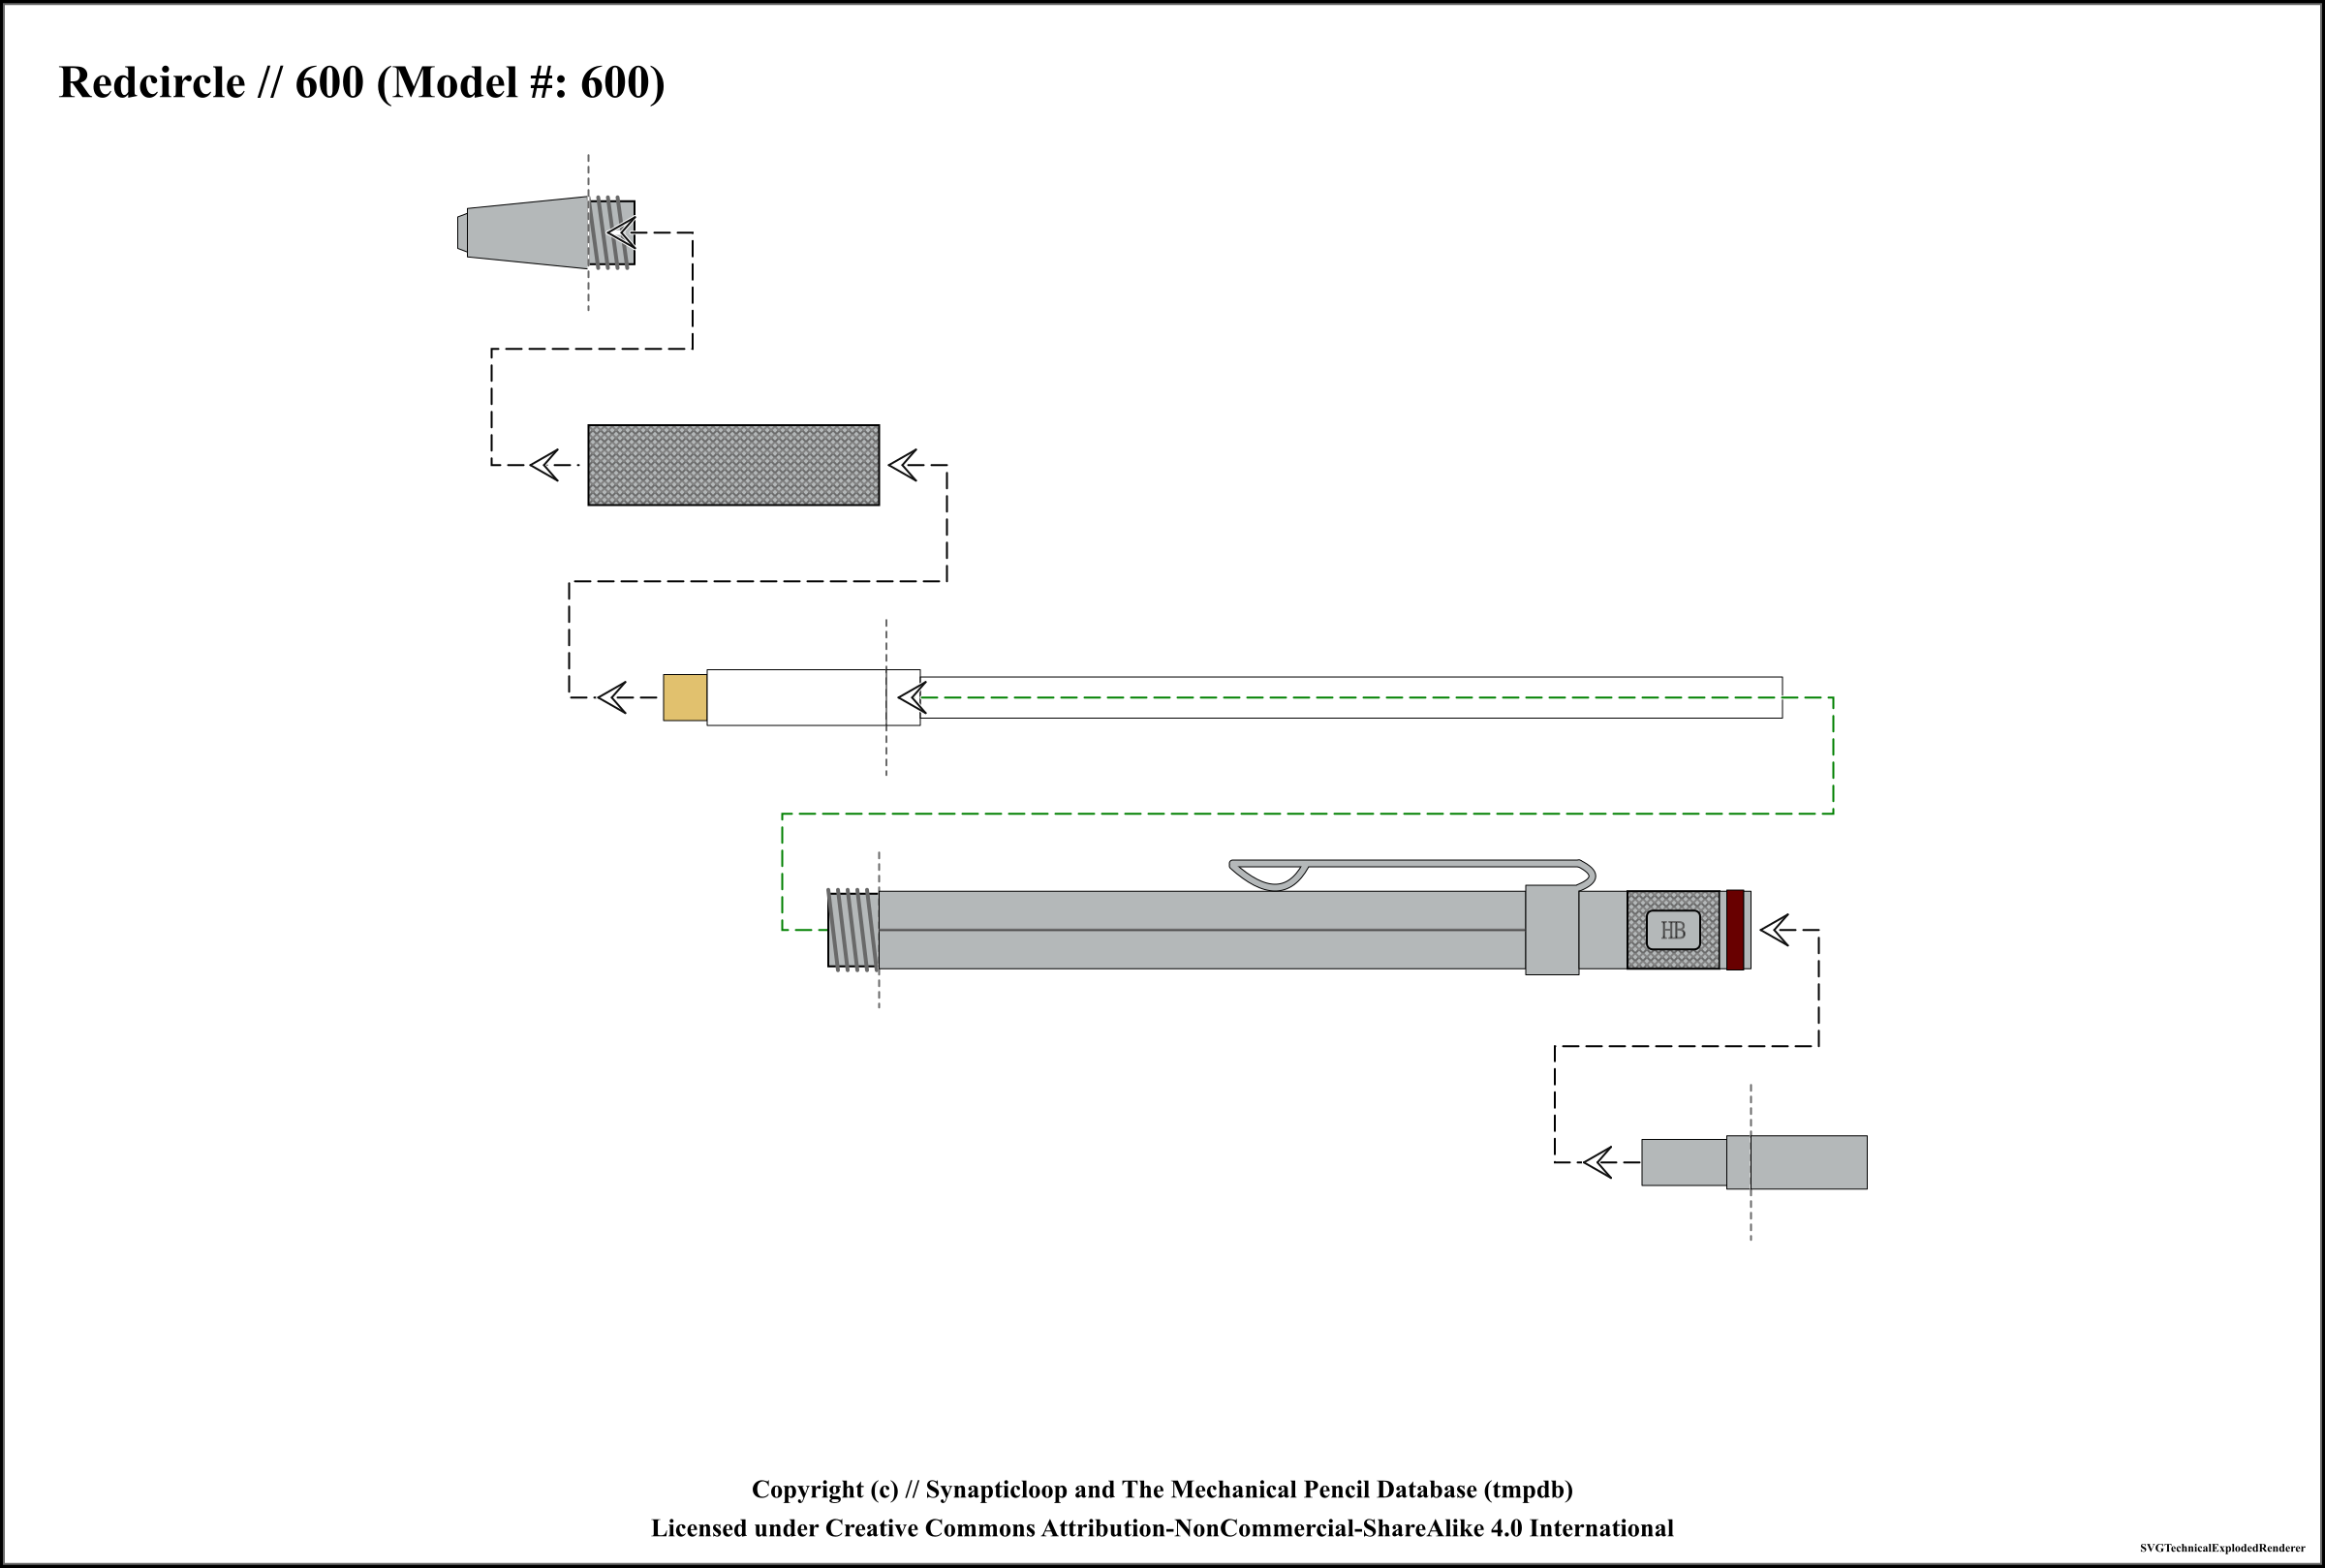 Redcircle // 600 (Model #: 600)
HB
Copyright (c) // Synapticloop and The Mechanical Pencil Database (tmpdb)
Licensed under Creative Commons Attribution-NonCommercial-ShareAlike 4.0 International
SVGTechnicalExplodedRenderer